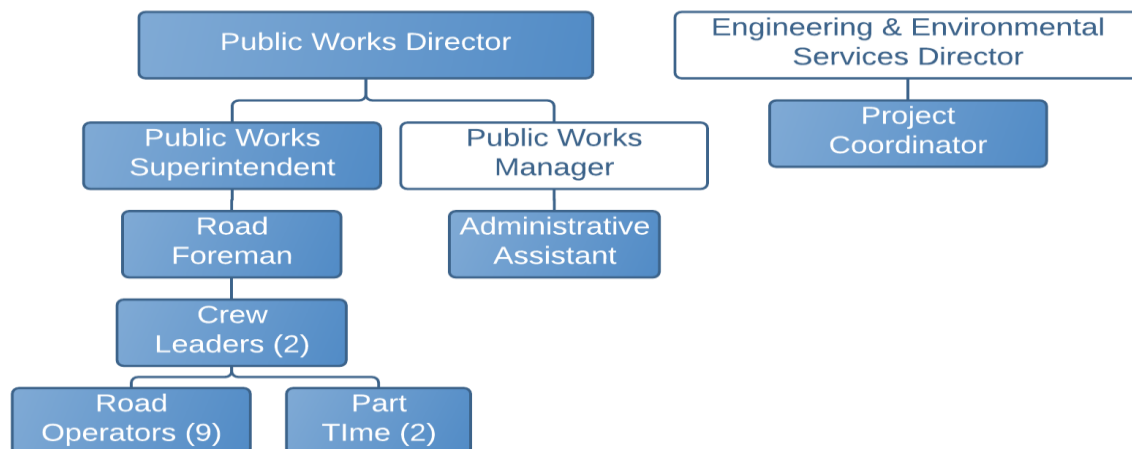 Public Works Director
Engineering & Environmental
Services Director
Public Works
Superintendent
Public Works
Manager
Project
Coordinator
Road
Foreman
Administrative
Assistant
Crew
Leaders (2)
Road
Operators (9)
Part
TIme (2)